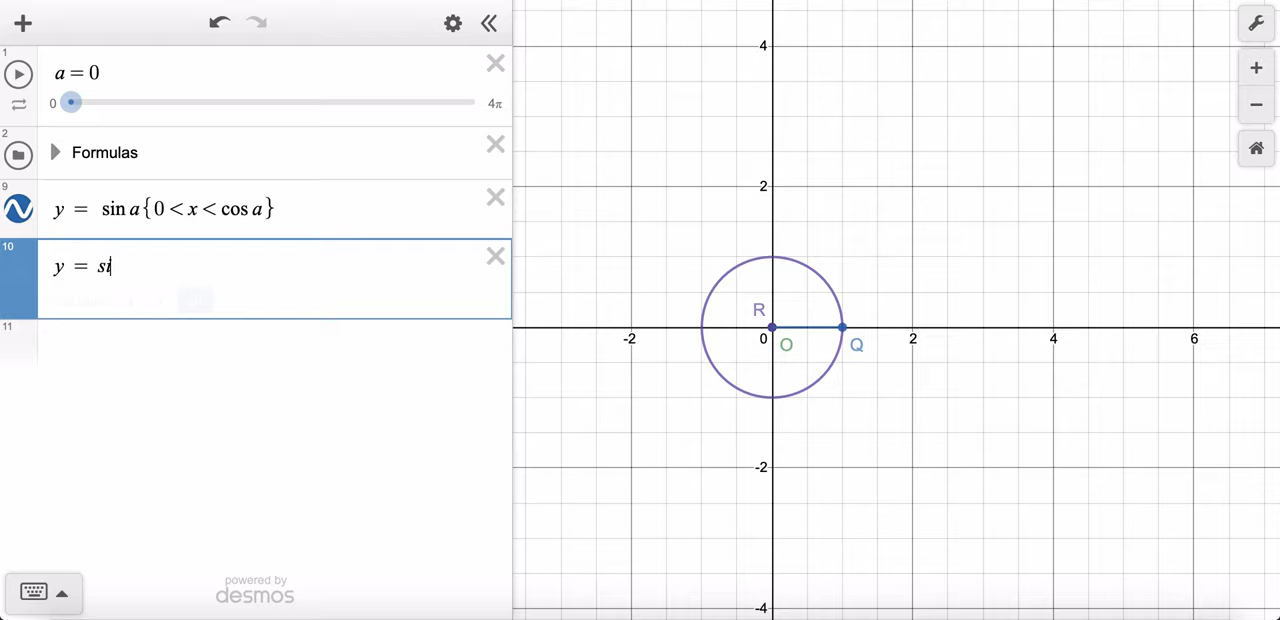 1
a = 0
0
4π
2
Formulas
9
y = sin a{0 < x < cos a}
10
y = si
11
powered by
desmos
4
2
-2
-4
-2
0
2
4
6
R
O
Q